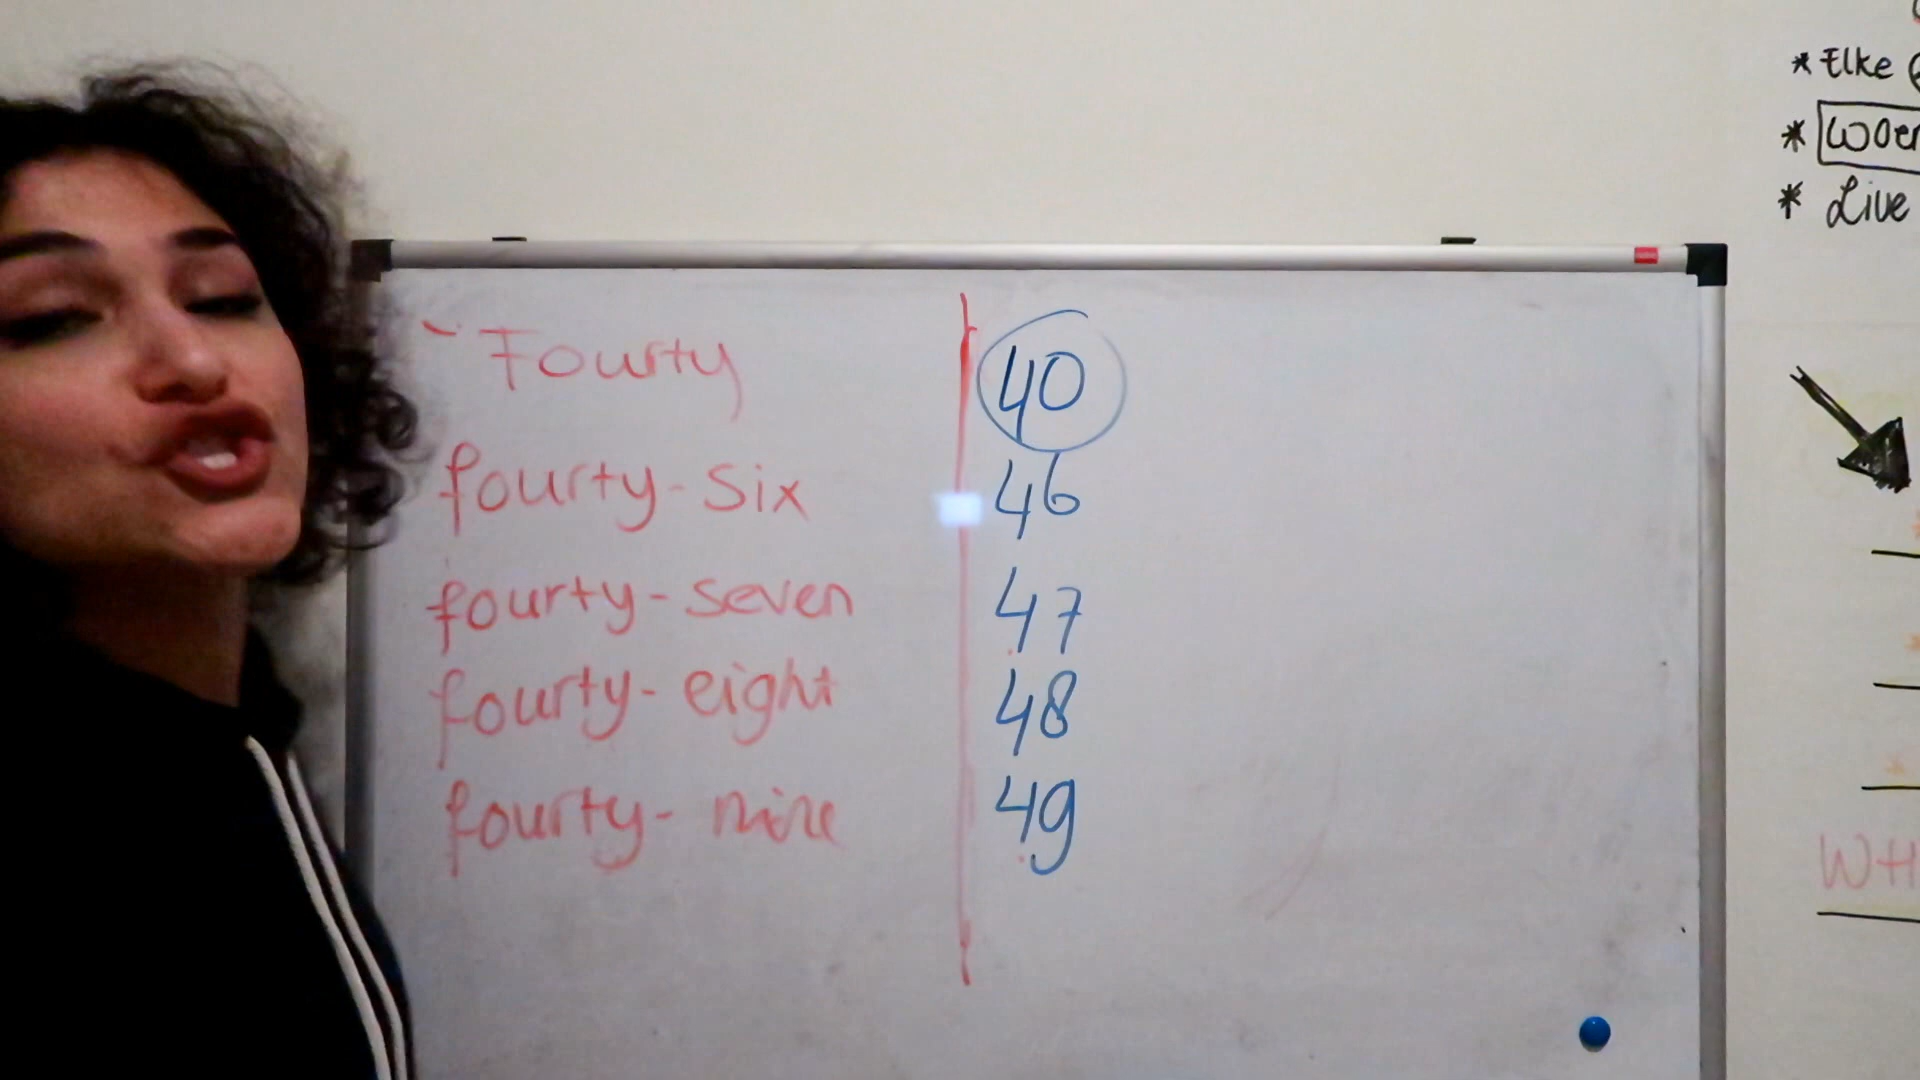 Fourty 40
fourty-six 46
fourty-seven 47
fourty-eight 48
fourty-nine 49
* Elke
*
* Live